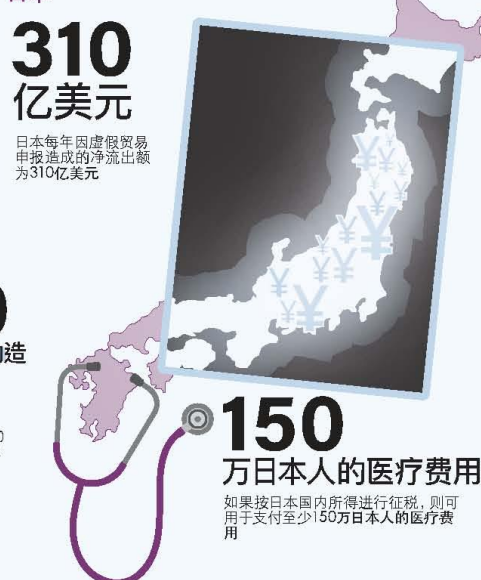 310
亿美元
日本每年因虚假贸易
申报造成的净流出额
为310亿美元
¥ ¥ ¥ ¥ ¥ ¥ ¥ ¥ ¥ ¥ ¥
造
150
万日本人的医疗费用
如果按日本国内所得进行征税，则可
用于支付至少150万日本人的医疗费
用